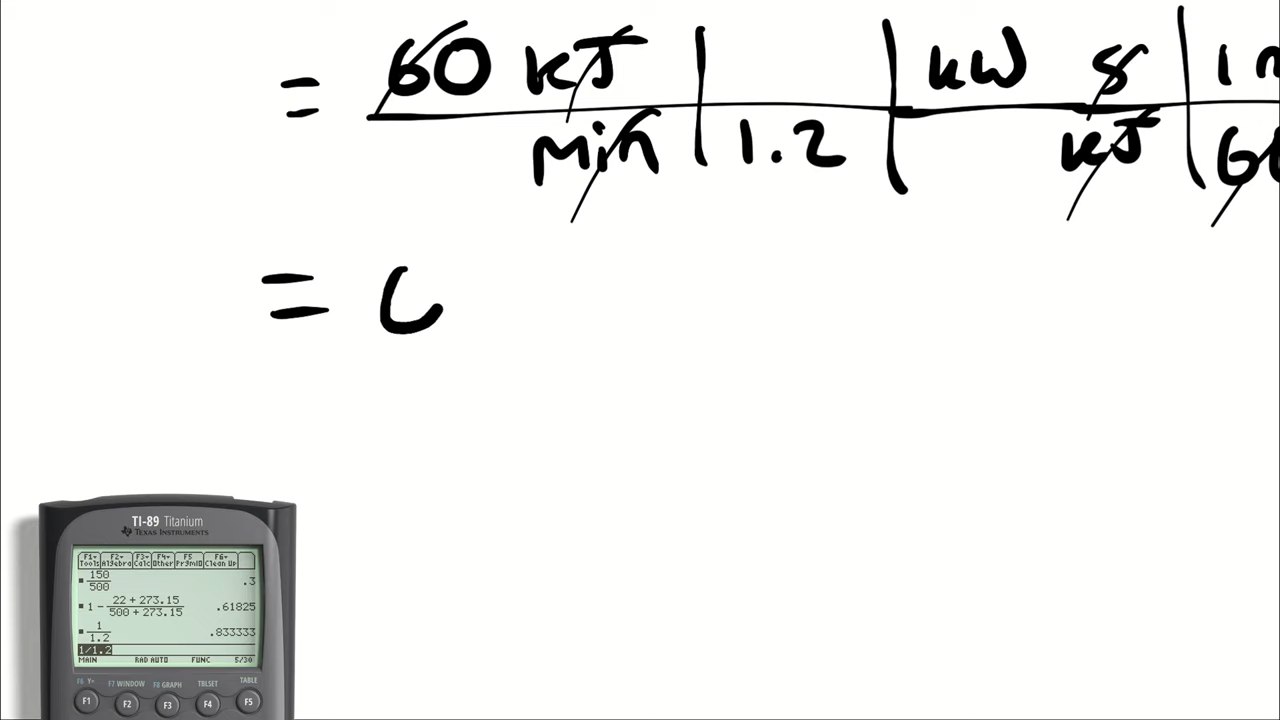 = 60 kJ | | kW s | 1
min | 1.2 | kJ |
=
TI-89 Titanium
TEXAS INSTRUMENTS
F1 F2 F3 F4 F5 F6
Tools Algebra Calc Other PrgmIO Clean Up
150/500 .3
1 - (22 + 273.15)/(500 + 273.15) .61825
1/1.2 .833333
1/1.2
MAIN RAD AUTO FUNC 5/30
F6 Y= F7 WINDOW F8 GRAPH TBLSET TABLE
F1 F2 F3 F4 F5